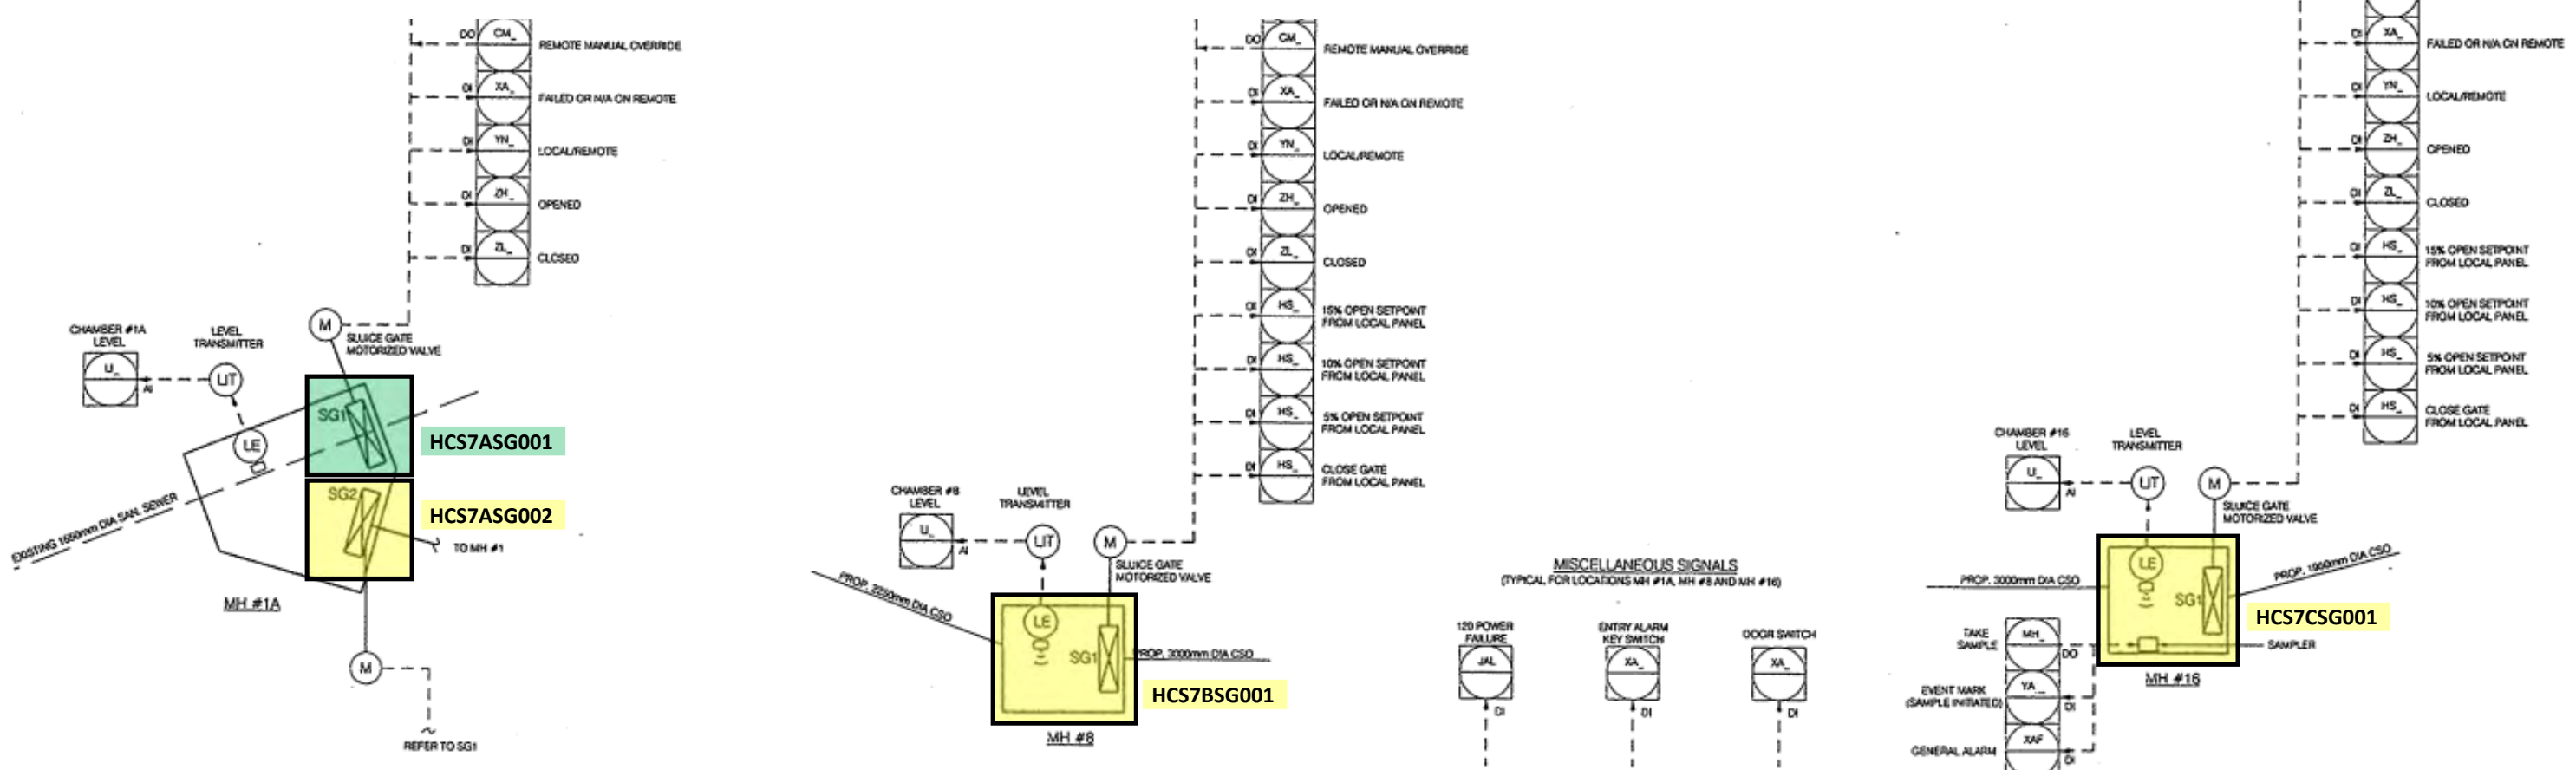 DO
CM_
REMOTE MANUAL OVERRIDE
DI
XA_
FAILED OR N/A ON REMOTE
DI
YN_
LOCAL/REMOTE
DI
ZH_
OPENED
DI
ZL_
CLOSED
M
SLUICE GATE
MOTORIZED VALVE
CHAMBER #1A
LEVEL
LI_
AI
LEVEL
TRANSMITTER
LIT
LE
SG1
HCS7ASG001
SG2
HCS7ASG002
EXISTING 1650mm DIA SAN. SEWER
TO MH #1
MH #1A
M
REFER TO SG1
DO
CM_
REMOTE MANUAL OVERRIDE
DI
XA_
FAILED OR N/A ON REMOTE
DI
YN_
LOCAL/REMOTE
DI
ZH_
OPENED
DI
ZL_
CLOSED
DI
HS_
15% OPEN SETPOINT
FROM LOCAL PANEL
DI
HS_
10% OPEN SETPOINT
FROM LOCAL PANEL
DI
HS_
5% OPEN SETPOINT
FROM LOCAL PANEL
DI
HS_
CLOSE GATE
FROM LOCAL PANEL
CHAMBER #8
LEVEL
LI_
AI
LEVEL
TRANSMITTER
LIT
M
SLUICE GATE
MOTORIZED VALVE
PROP. 2250mm DIA CSO
LE
SG1
PROP. 3000mm DIA CSO
HCS7BSG001
MH #8
MISCELLANEOUS SIGNALS
(TYPICAL FOR LOCATIONS MH #1A, MH #8 AND MH #16)
120 POWER
FAILURE
JAL
DI
ENTRY ALARM
KEY SWITCH
XA_
DI
DOOR SWITCH
XA_
DI
DI
XA_
FAILED OR N/A ON REMOTE
DI
YN_
LOCAL/REMOTE
DI
ZH_
OPENED
DI
ZL_
CLOSED
DI
HS_
15% OPEN SETPOINT
FROM LOCAL PANEL
DI
HS_
10% OPEN SETPOINT
FROM LOCAL PANEL
DI
HS_
5% OPEN SETPOINT
FROM LOCAL PANEL
DI
HS_
CLOSE GATE
FROM LOCAL PANEL
CHAMBER #16
LEVEL
LI_
AI
LEVEL
TRANSMITTER
LIT
M
SLUICE GATE
MOTORIZED VALVE
PROP. 3000mm DIA CSO
LE
SG1
PROP. 1950mm DIA CSO
HCS7CSG001
SAMPLER
MH #16
TAKE
SAMPLE
MH_
DO
EVENT MARK
(SAMPLE INITIATED)
YA_
DI
GENERAL ALARM
XAF
DI